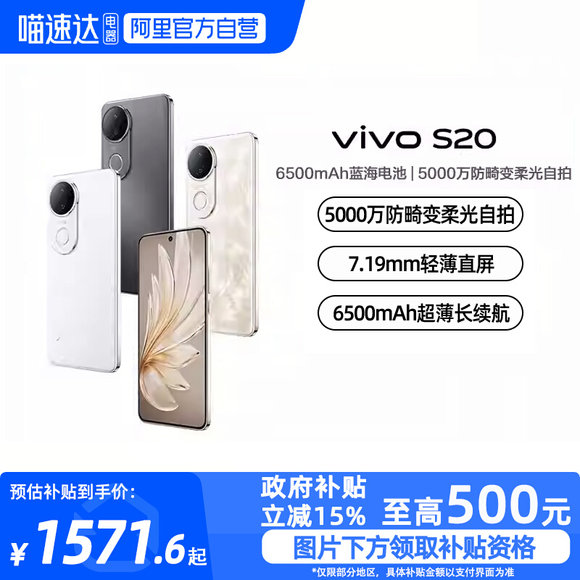 喵速达电器 阿里官方自营
vivo S20
6500mAh蓝海电池 | 5000万防畸变柔光自拍
5000万防畸变柔光自拍
7.19mm轻薄直屏
6500mAh超薄长续航
预估补贴到手价:
¥1571.6起
政府补贴
立减15%
至高500元
图片下方领取补贴资格
*仅限部分地区，具体补贴金额以支付界面为准